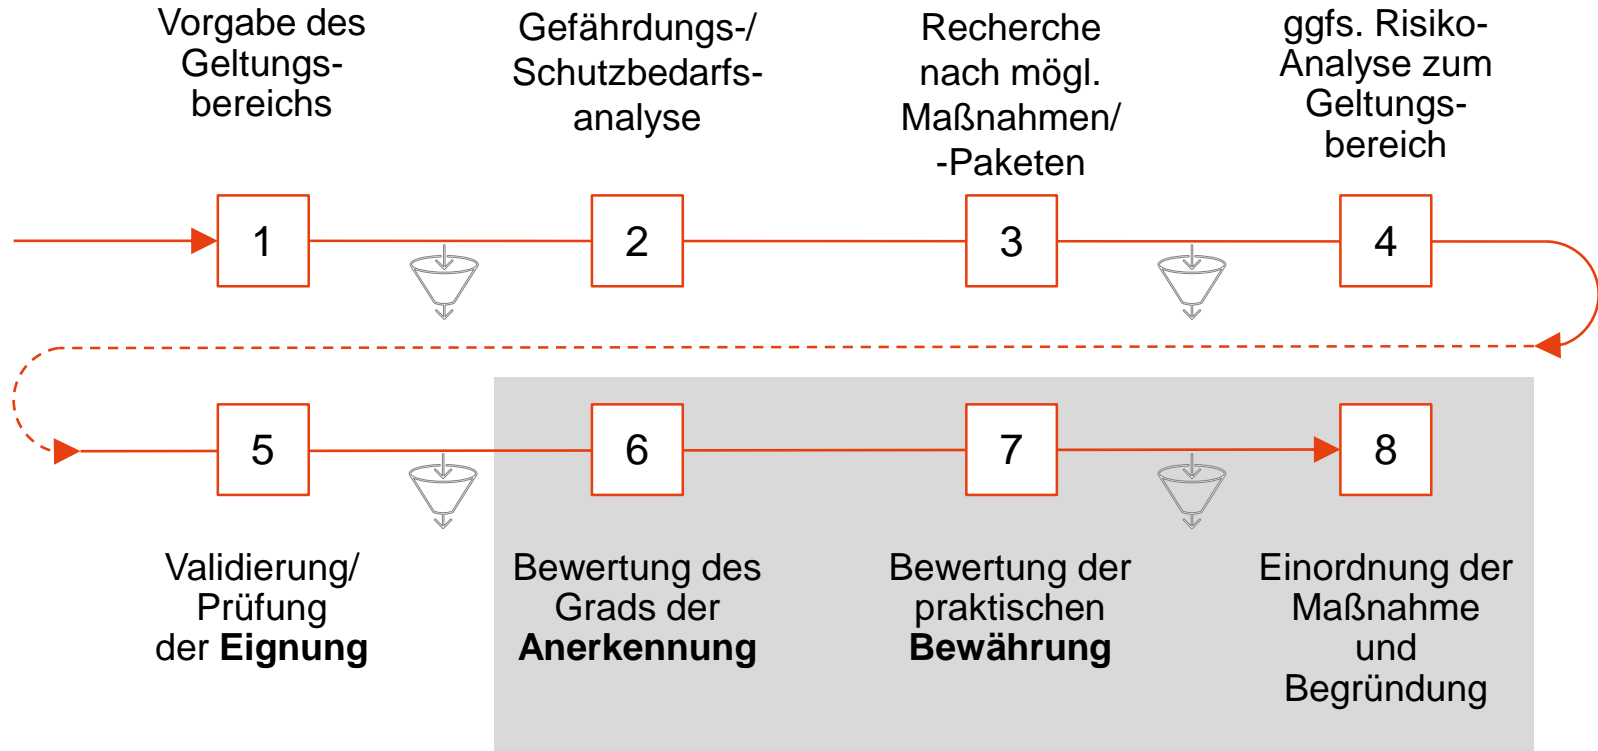 Vorgabe des
Geltungs-
bereichs
Gefährdungs-/
Schutzbedarfs-
analyse
Recherche
nach mögl.
Maßnahmen/
-Paketen
ggfs. Risiko-
Analyse zum
Geltungs-
bereich
1
2
3
4
5
6
7
8
Validierung/
Prüfung
der Eignung
Bewertung des
Grads der
Anerkennung
Bewertung der
praktischen
Bewährung
Einordnung der
Maßnahme
und
Begründung